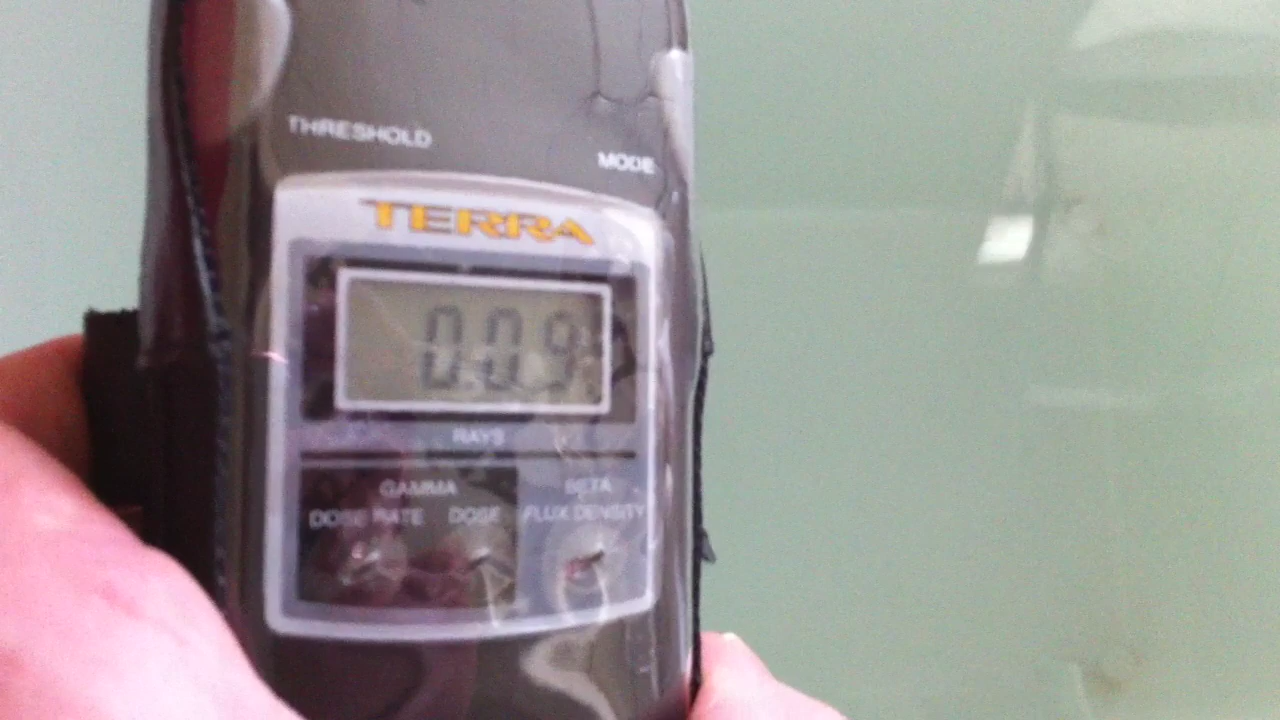 THRESHOLD
MODE
TERRA
0.09
RAYS
GAMMA
BETA
DOSE RATE DOSE FLUX DENSITY